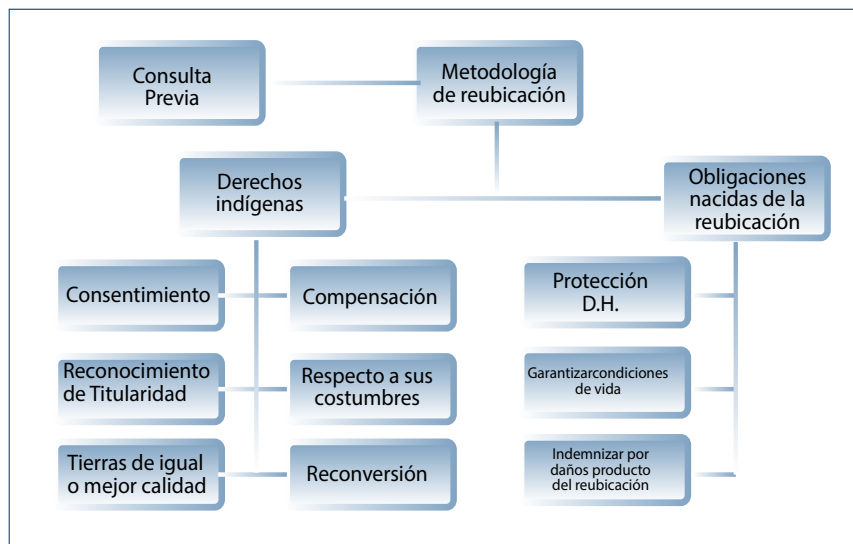 Consulta
Previa
Metodología
de reubicación
Derechos
indígenas
Obligaciones
nacidas de la
reubicación
Consentimiento
Compensación
Reconocimiento
de Titularidad
Respecto a sus
costumbres
Tierras de igual
o mejor calidad
Reconversión
Protección
D.H.
Garantizarcondiciones
de vida
Indemnizar por
daños producto
del reubicación